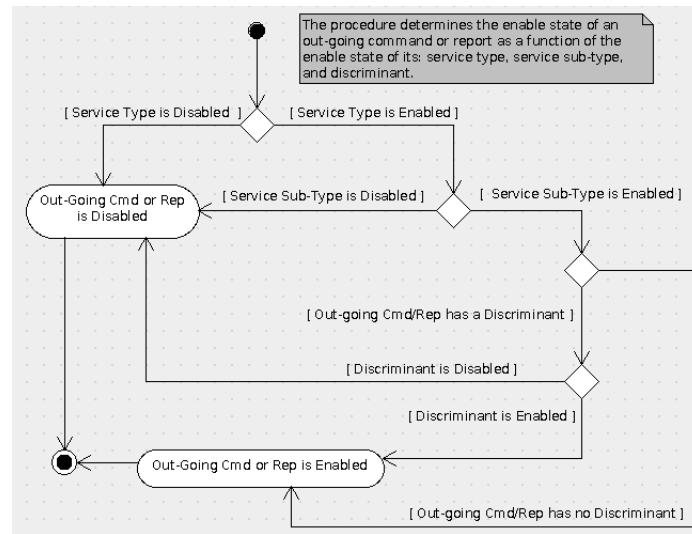 The procedure determines the enable state of an
out-going command or report as a function of the
enable state of its: service type, service sub-type,
and discriminant.
[ Service Type is Disabled ]
[ Service Type is Enabled ]
Out-Going Cmd or Rep
is Disabled
[ Service Sub-Type is Disabled ]
[ Service Sub-Type is Enabled ]
[ Out-going Cmd/Rep has a Discriminant ]
[ Discriminant is Disabled ]
[ Discriminant is Enabled ]
Out-Going Cmd or Rep is Enabled
[ Out-going Cmd/Rep has no Discriminant ]